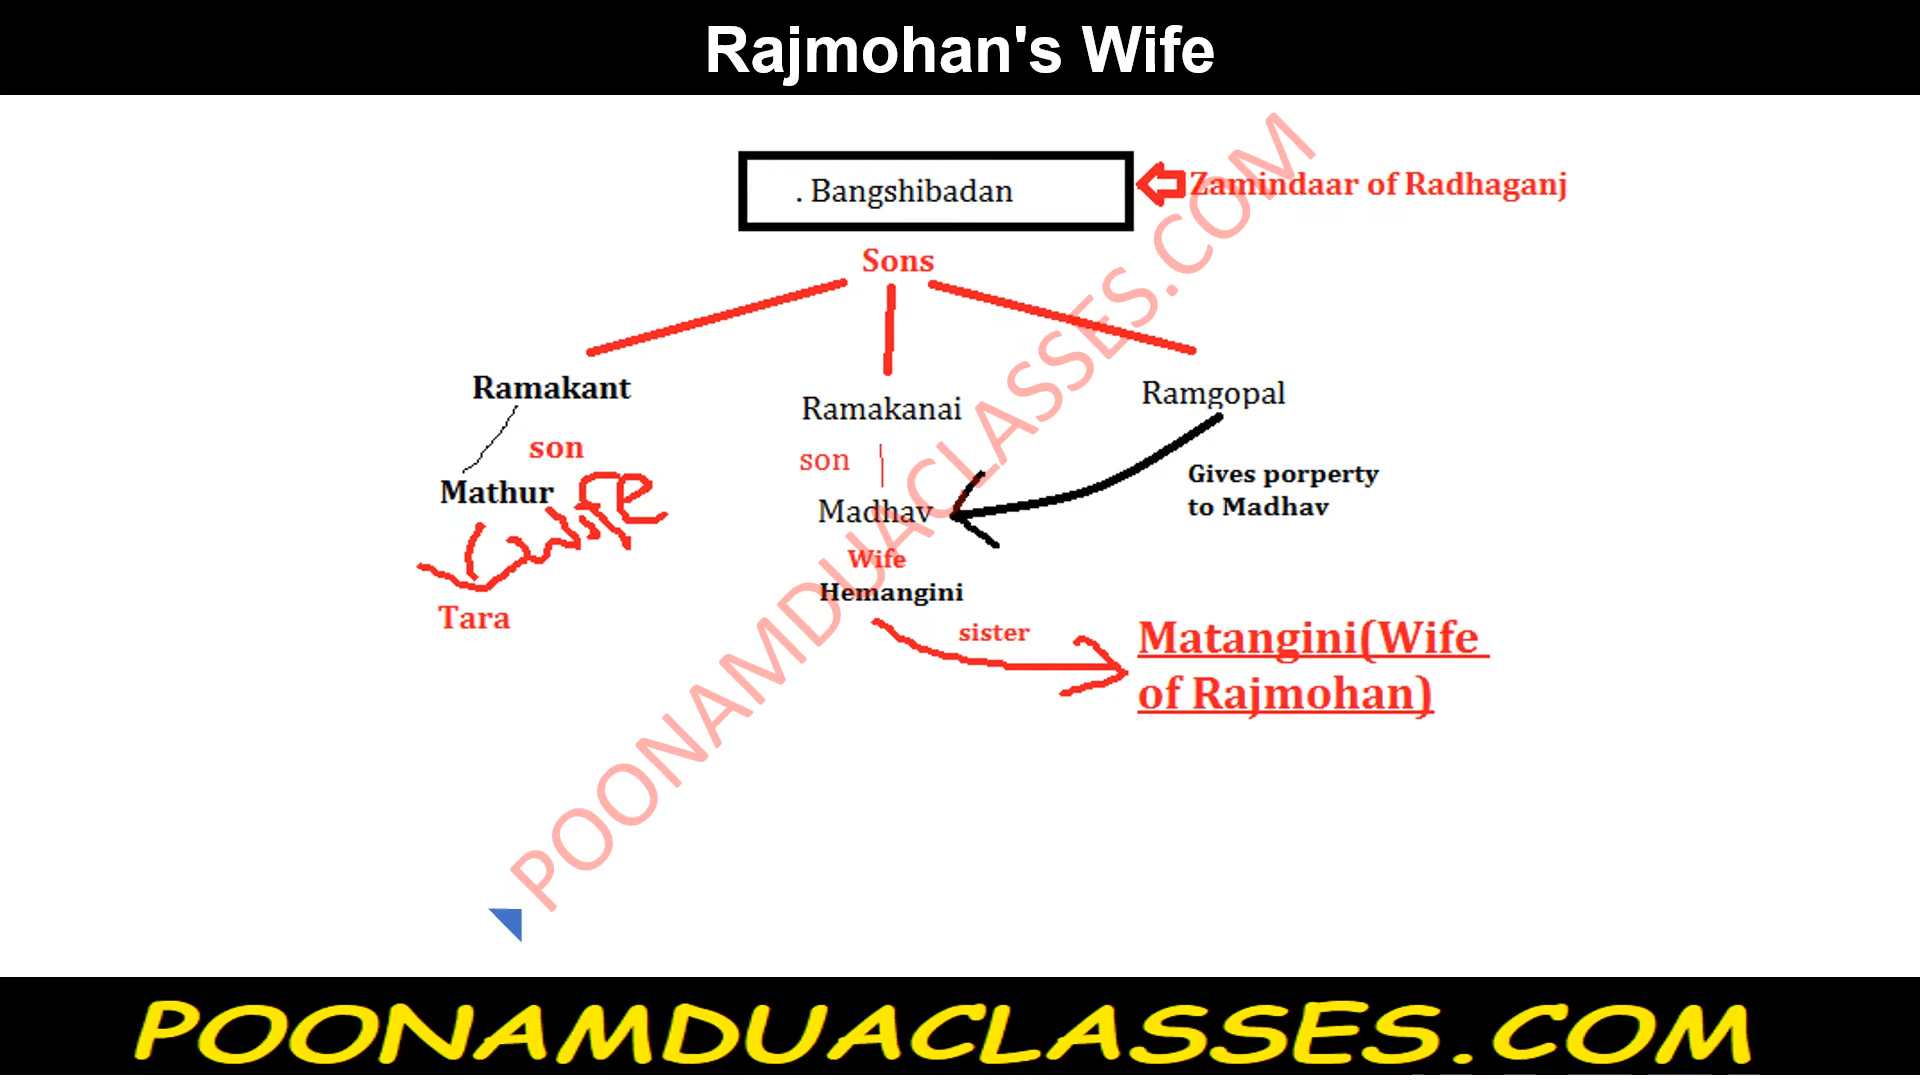 Rajmohan's Wife
. Bangshibadan
Zamindaar of Radhaganj
Sons
Ramakant
Ramakanai
Ramgopal
son
son
Gives porperty
to Madhav
Mathur
wife
Madhav
Wife
Hemangini
Tara
sister
Matangini(Wife
of Rajmohan)
POONAMDUACLASSES.COM
POONAMDUACLASSES.COM